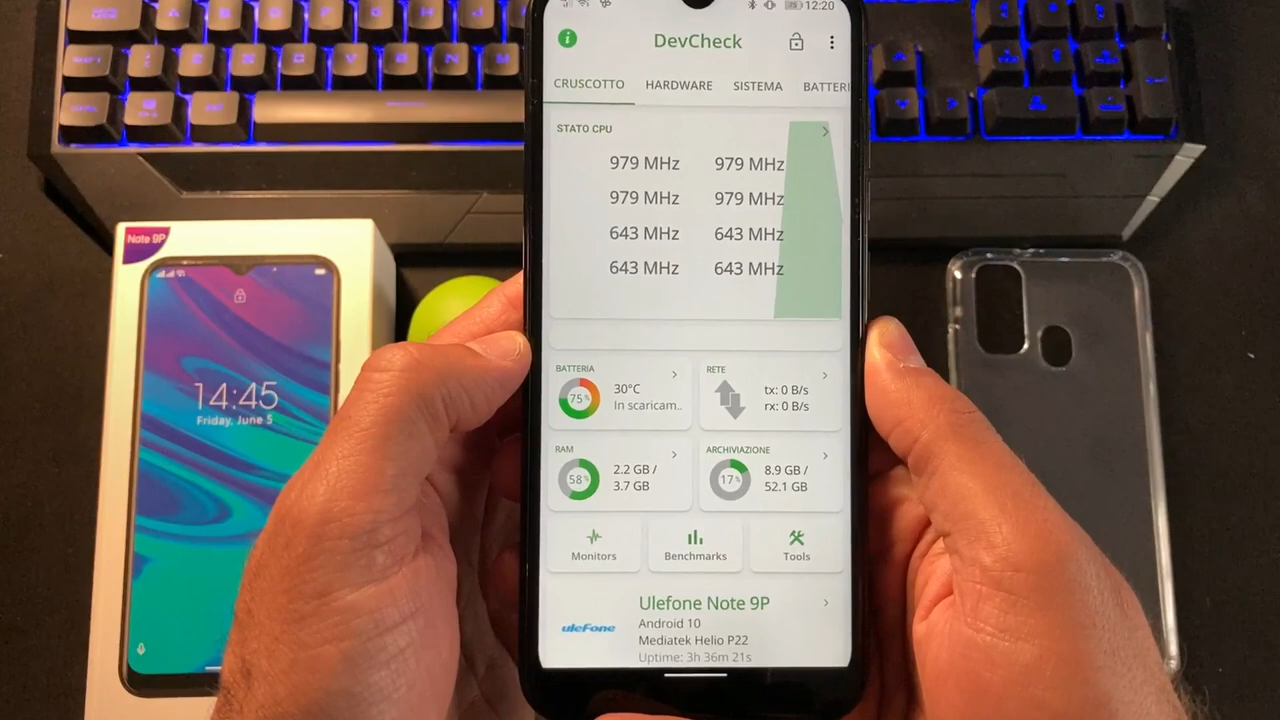 12:20
DevCheck
CRUSCOTTO HARDWARE SISTEMA BATTERI
STATO CPU
979 MHz 979 MHz
979 MHz 979 MHz
643 MHz 643 MHz
643 MHz 643 MHz
BATTERIA
75%
30°C
In scaricam..
RETE
tx: 0 B/s
rx: 0 B/s
RAM
58%
2.2 GB /
3.7 GB
ARCHIVIAZIONE
17%
8.9 GB /
52.1 GB
Monitors
Benchmarks
Tools
uleFone
Ulefone Note 9P
Android 10
Mediatek Helio P22
Uptime: 3h 36m 21s
Note 9P
14:45
Friday, June 5